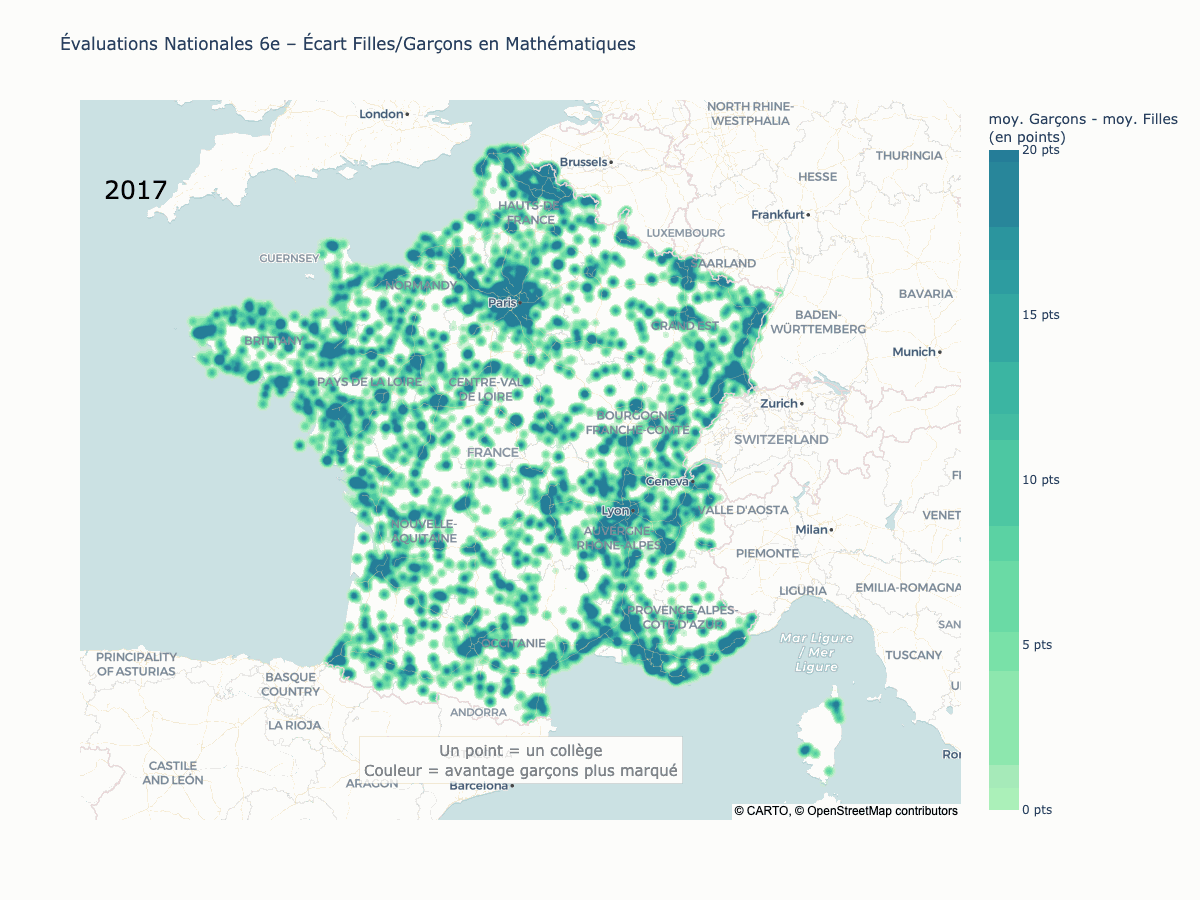 Évaluations Nationales 6e – Écart Filles/Garçons en Mathématiques
moy. Garçons - moy. Filles
(en points)
20 pts
15 pts
10 pts
5 pts
0 pts
2017
London
NORTH RHINE-
WESTPHALIA
Brussels
THURINGIA
HESSE
HAUTS-DE-
FRANCE
Frankfurt
LUXEMBOURG
GUERNSEY
SAARLAND
NORMANDY
BAVARIA
Paris
GRAND EST
BADEN-
WÜRTTEMBERG
BRITTANY
Munich
PAYS DE LA LOIRE
CENTRE-VAL
DE LOIRE
Zurich
BOURGOGNE-
FRANCHE-COMTÉ
SWITZERLAND
FRANCE
Geneva
Lyon
VALLE D'AOSTA
VENET
NOUVELLE-
AQUITAINE
AUVERGNE-
RHÔNE-ALPES
Milan
PIEMONTE
LIGURIA
EMILIA-ROMAGNA
PROVENCE-ALPES-
CÔTE D'AZUR
SAN
OCCITANIE
Mar Ligure
/ Mer
Ligure
TUSCANY
PRINCIPALITY
OF ASTURIAS
BASQUE
COUNTRY
ANDORRA
LA RIOJA
Un point = un collège
Couleur = avantage garçons plus marqué
CASTILE
AND LEÓN
ARAGON
Barcelona
© CARTO, © OpenStreetMap contributors